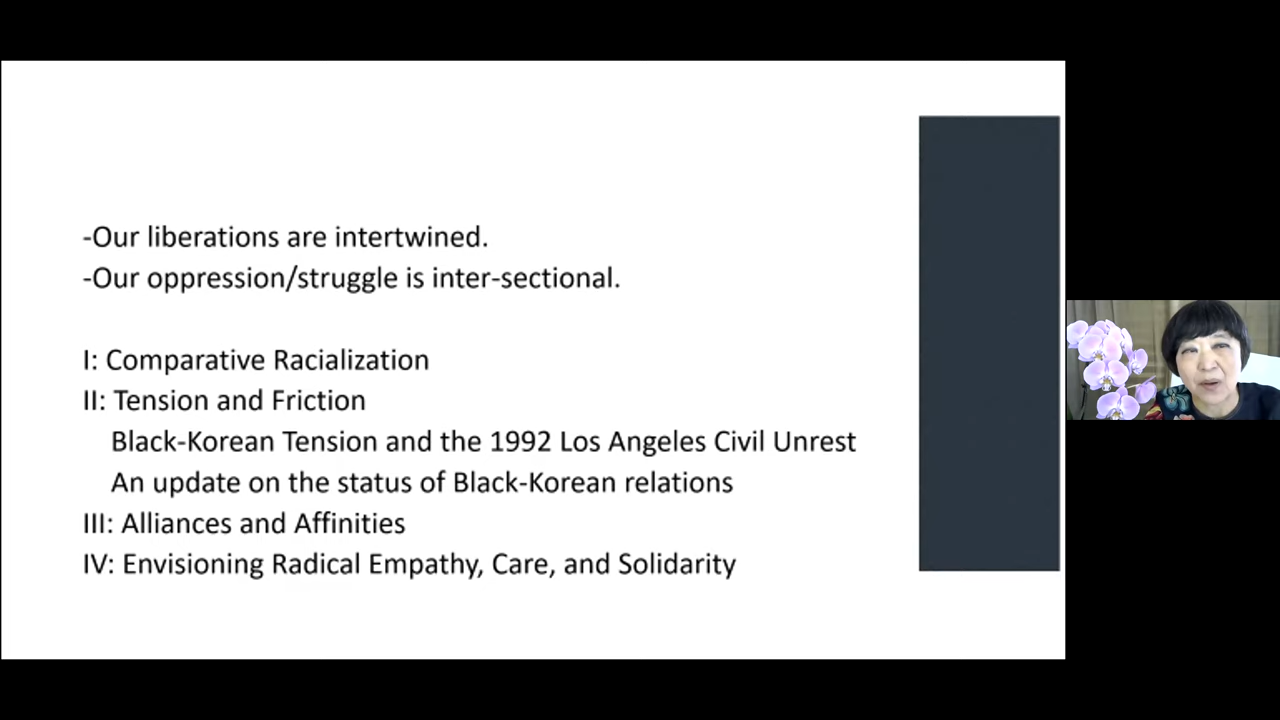 -Our liberations are intertwined.
-Our oppression/struggle is inter-sectional.
I: Comparative Racialization
II: Tension and Friction
Black-Korean Tension and the 1992 Los Angeles Civil Unrest
An update on the status of Black-Korean relations
III: Alliances and Affinities
IV: Envisioning Radical Empathy, Care, and Solidarity